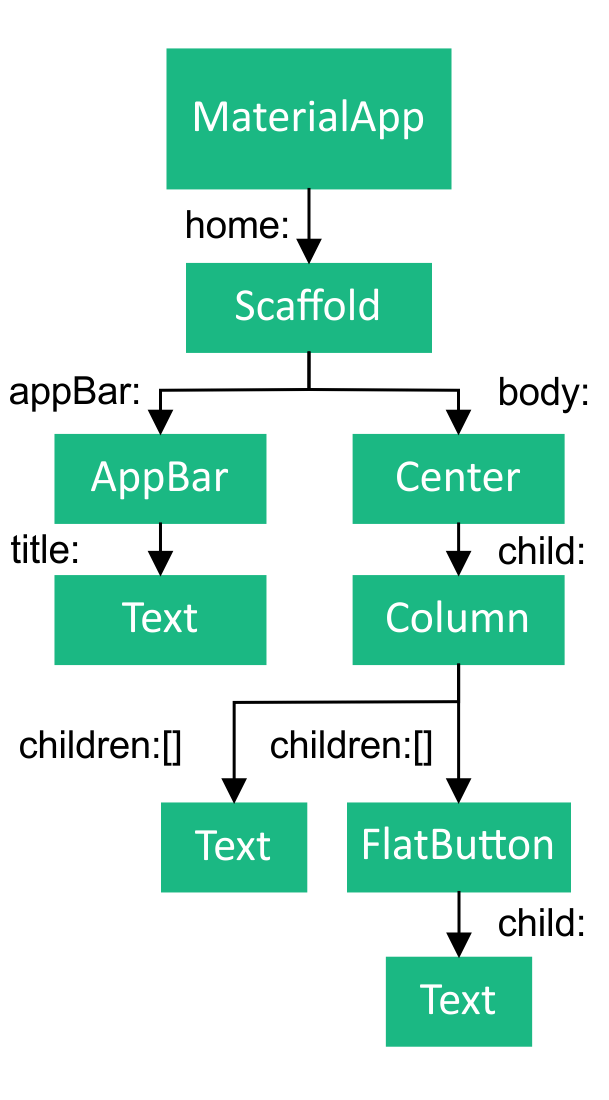 MaterialApp
home:
Scaffold
appBar:
body:
AppBar
Center
title:
child:
Text
Column
children:[]
children:[]
Text
FlatButton
child:
Text